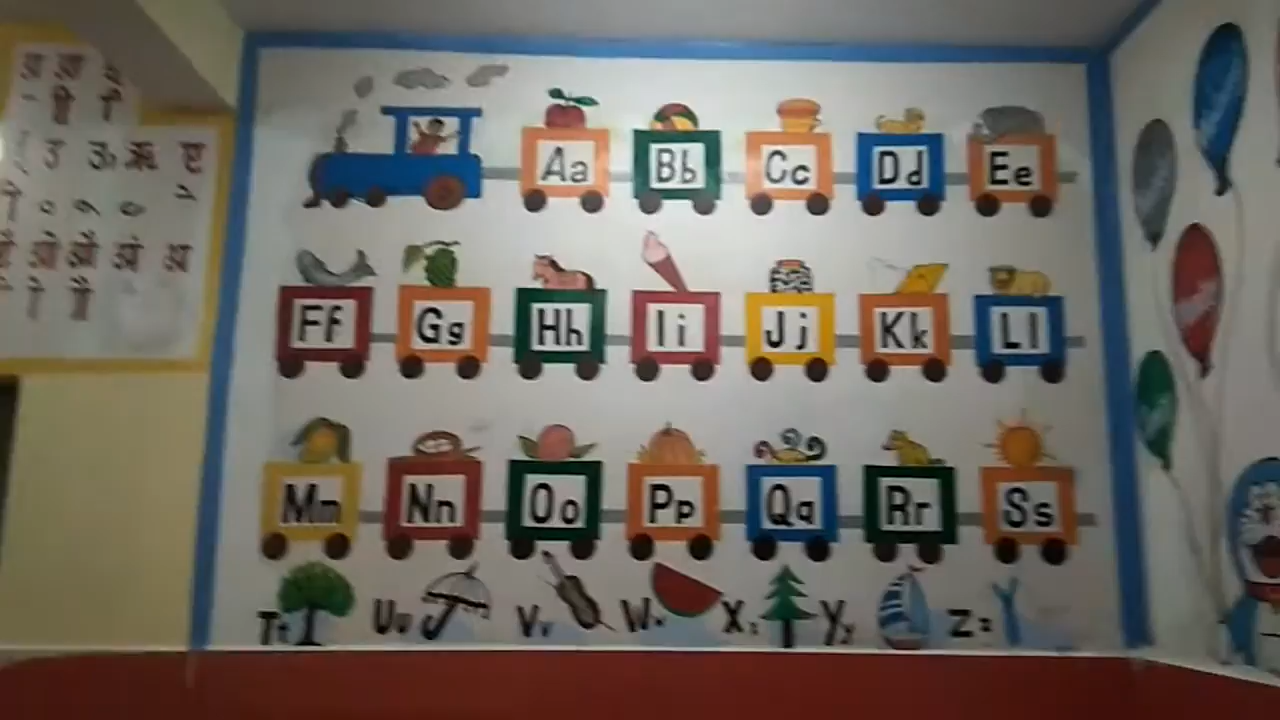 Aa Bb Cc Dd Ee
Ff Gg Hh Ii Jj Kk Ll
Mm Nn Oo Pp Qq Rr Ss
Tt Uu Vv Ww Xx Yy Zz
उ ऊ ऋ ए
ओ औ अं अः